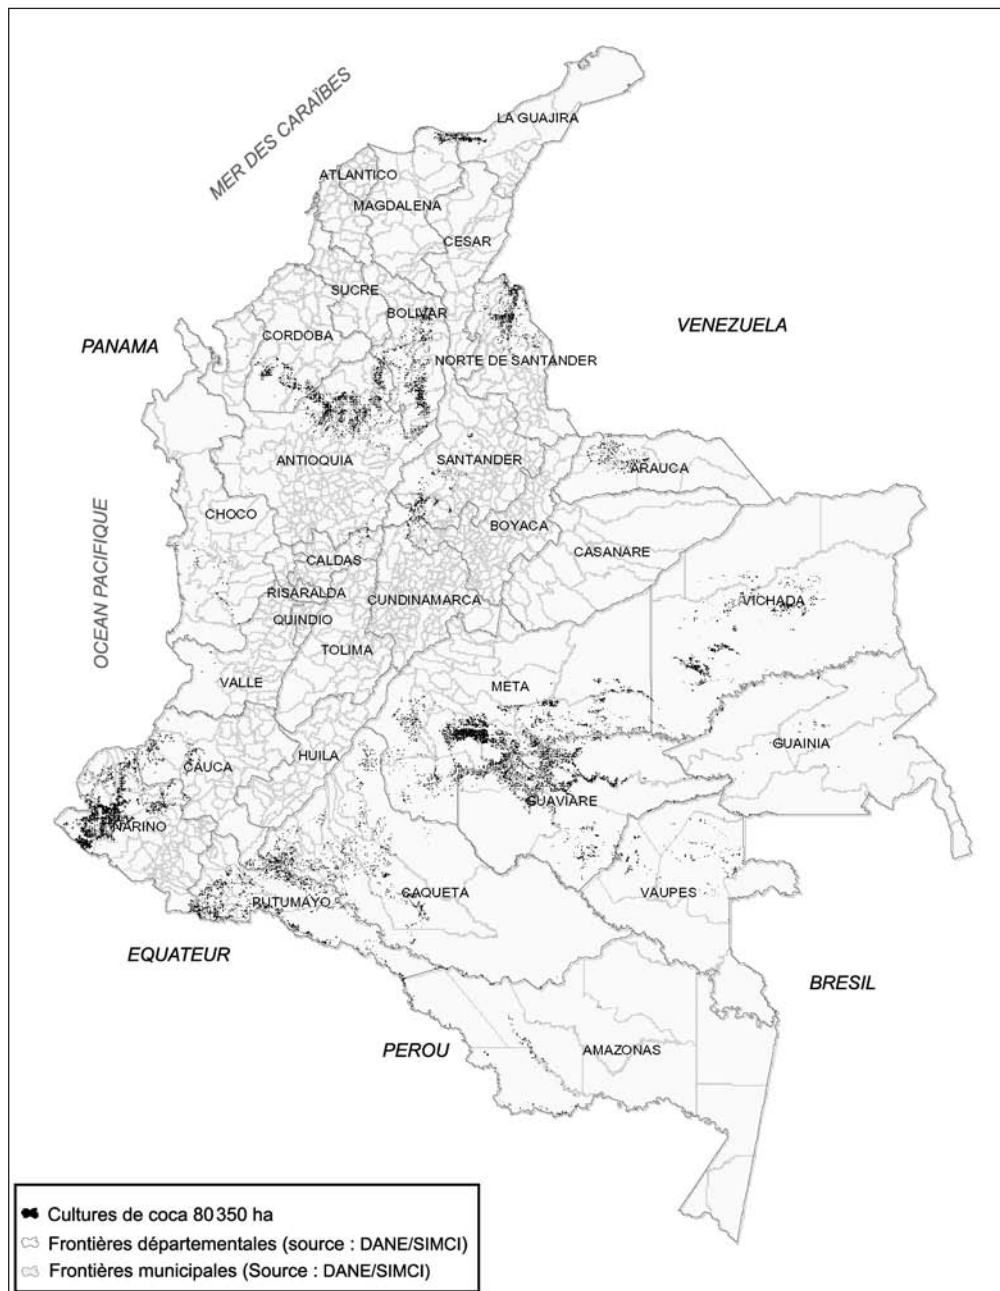 MER DES CARAÏBES
LA GUAJIRA
ATLANTICO
MAGDALENA
CESAR
SUCRE
BOLIVAR
CORDOBA
PANAMA
VENEZUELA
NORTE DE SANTANDER
ANTIOQUIA
SANTANDER
ARAUCA
CHOCO
BOYACA
OCEAN PACIFIQUE
CASANARE
CALDAS
RISARALDA
CUNDINAMARCA
VICHADA
QUINDIO
TOLIMA
VALLE
META
HUILA
GUAINIA
CAUCA
GUAVIARE
NARINO
CAQUETA
VAUPES
PUTUMAYO
EQUATEUR
BRESIL
PEROU
AMAZONAS
Cultures de coca 80 350 ha
Frontières départementales (source : DANE/SIMCI)
Frontières municipales (Source : DANE/SIMCI)